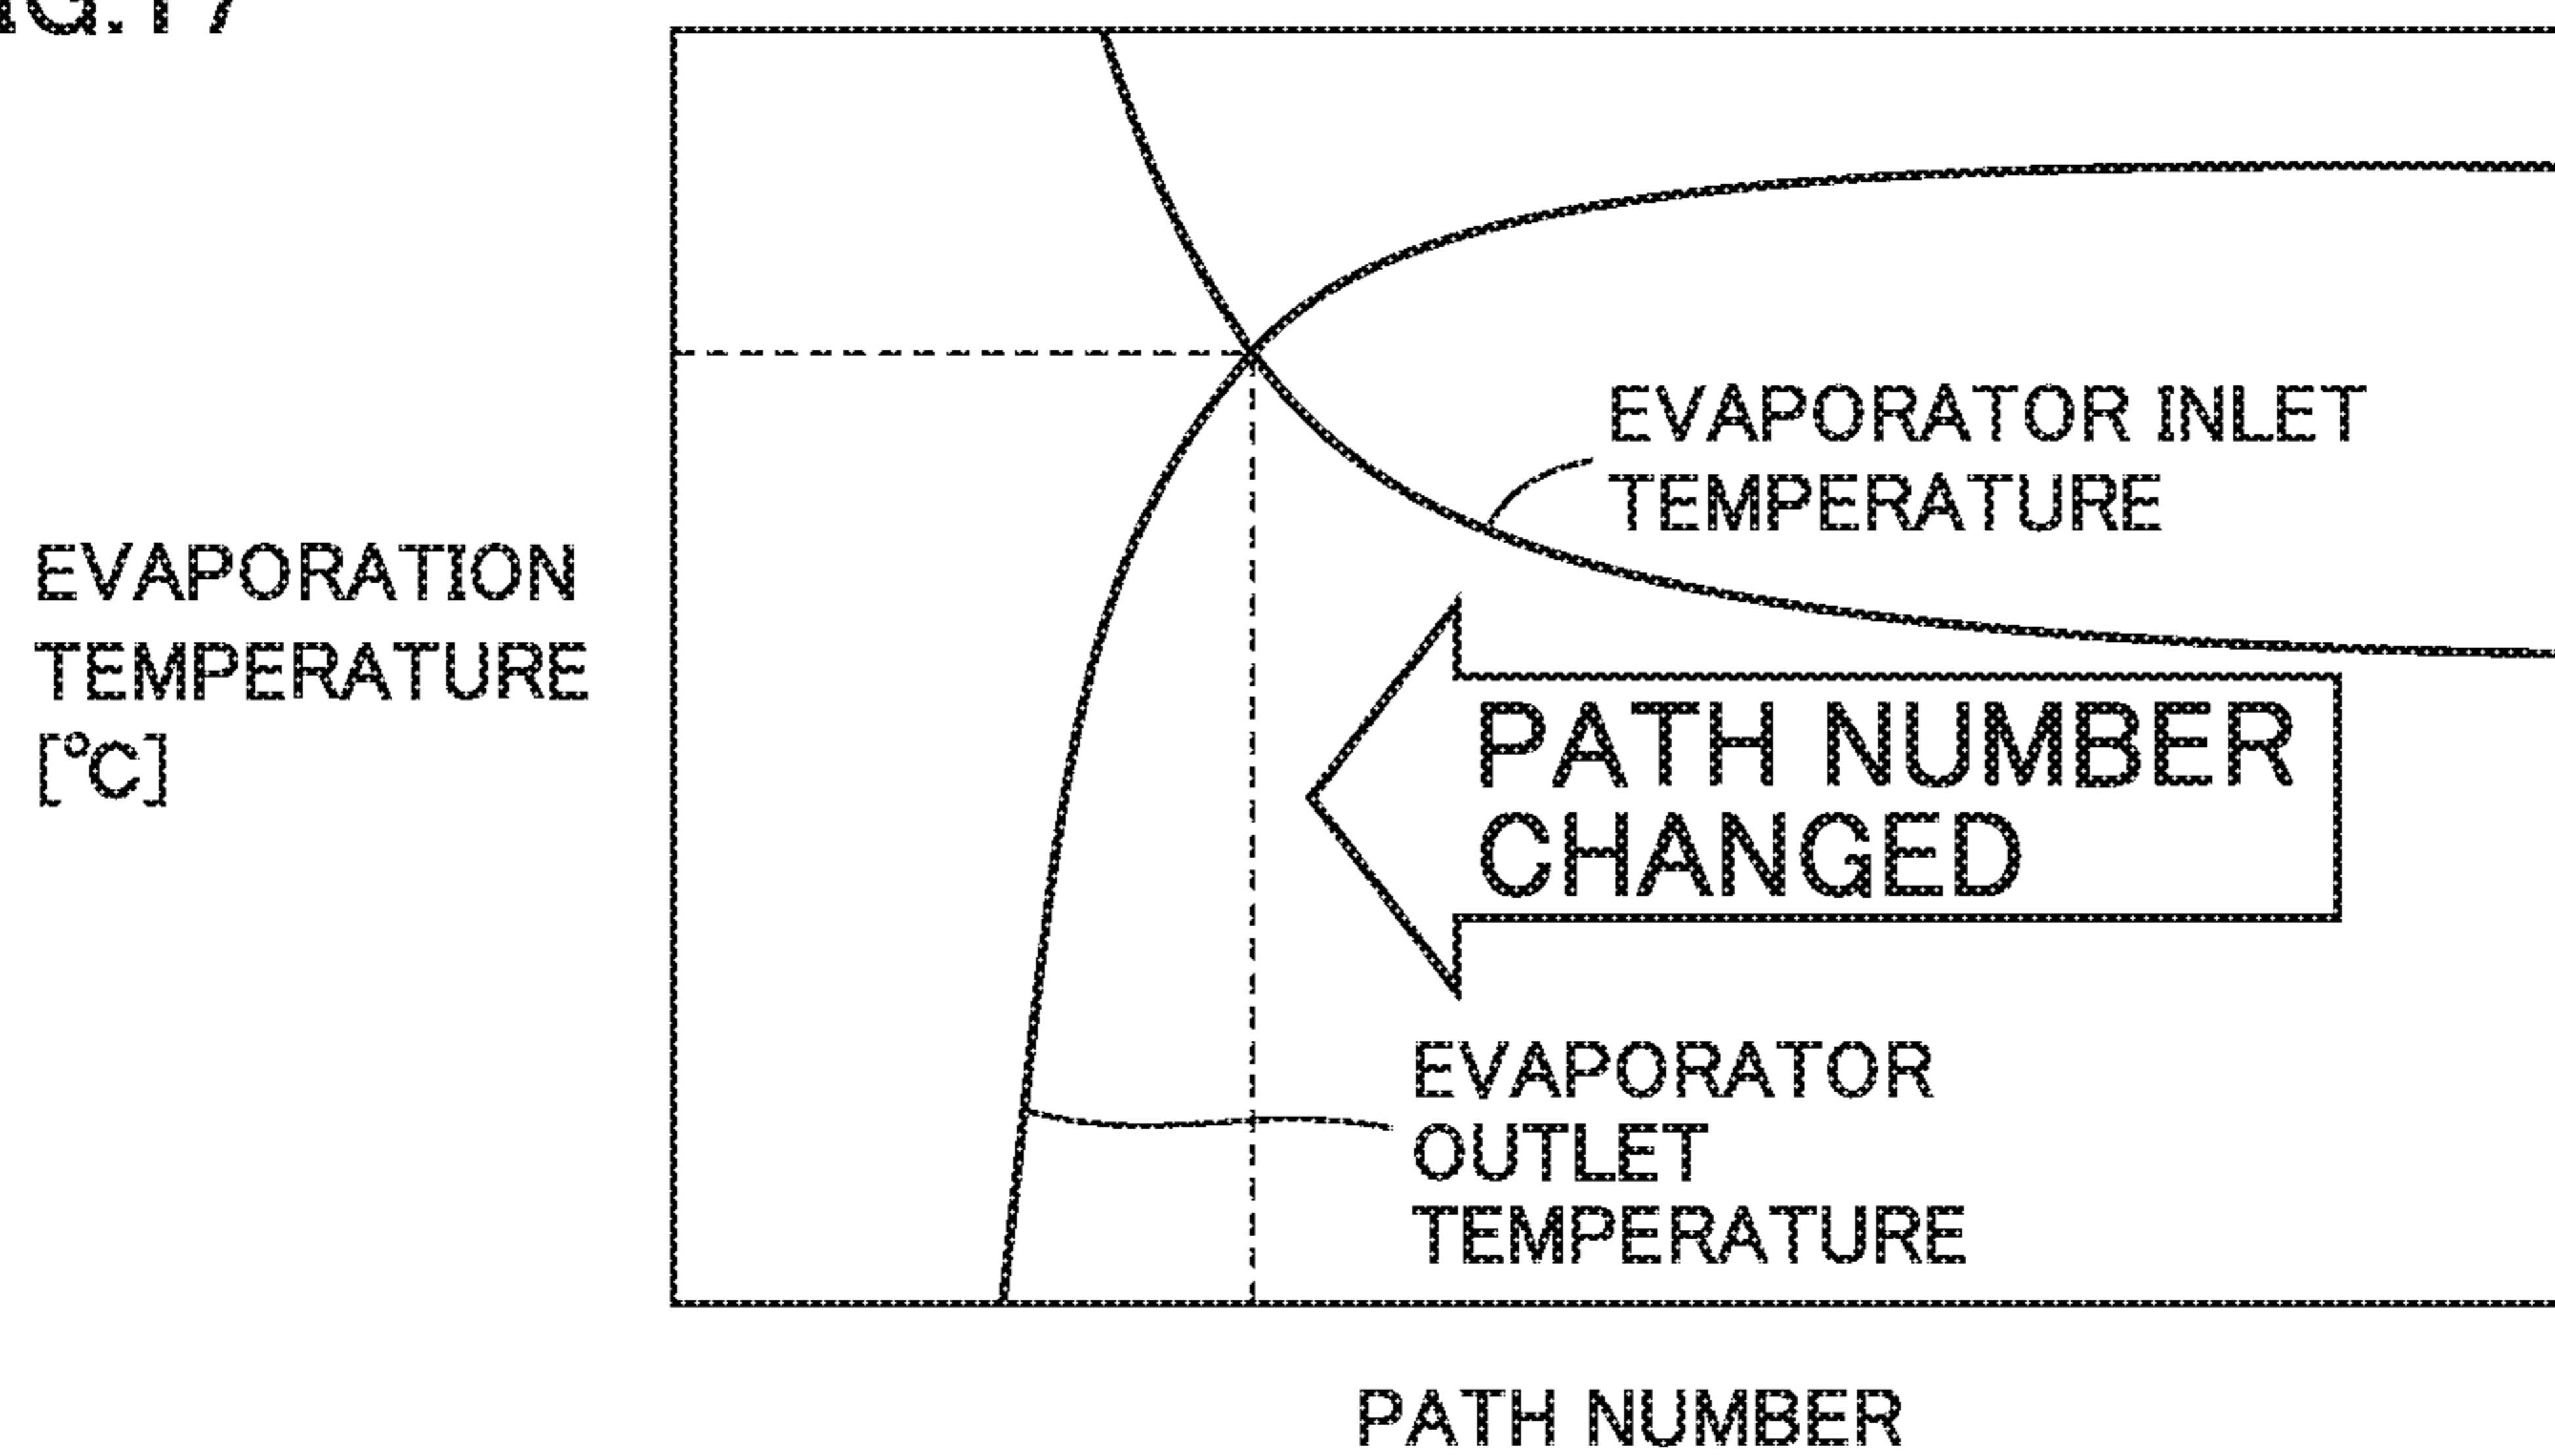 EVAPORATION
TEMPERATURE
[°C]
EVAPORATOR INLET
TEMPERATURE
PATH NUMBER
CHANGED
EVAPORATOR
OUTLET
TEMPERATURE
PATH NUMBER